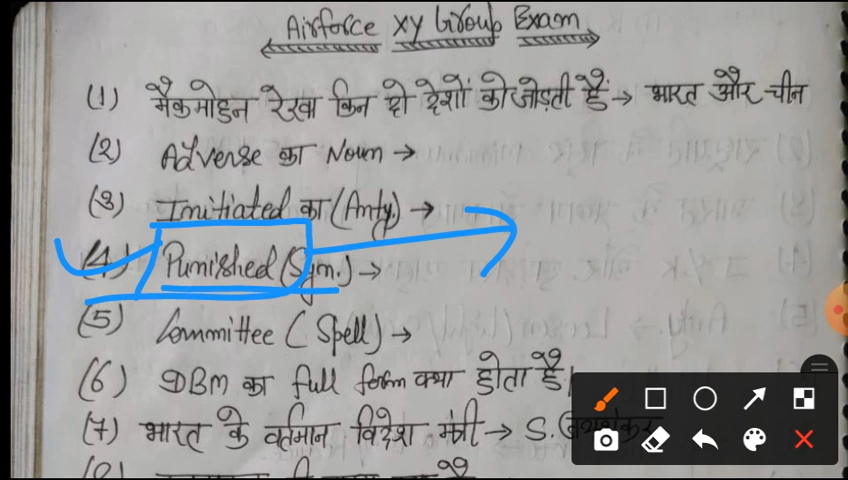 Airforce XY Group Exam
(1) मैकमोहन रेखा किन दो देशों को जोड़ती हैं → भारत और चीन
(2) Adverse का Noun →
(3) Initiated का (Anty.) →
(4) Punished (Sym.) →
(5) Committee ( Spell) →
(6) DBM का full form क्या होता है।
(7) भारत के वर्तमान विदेश मंत्री → S.